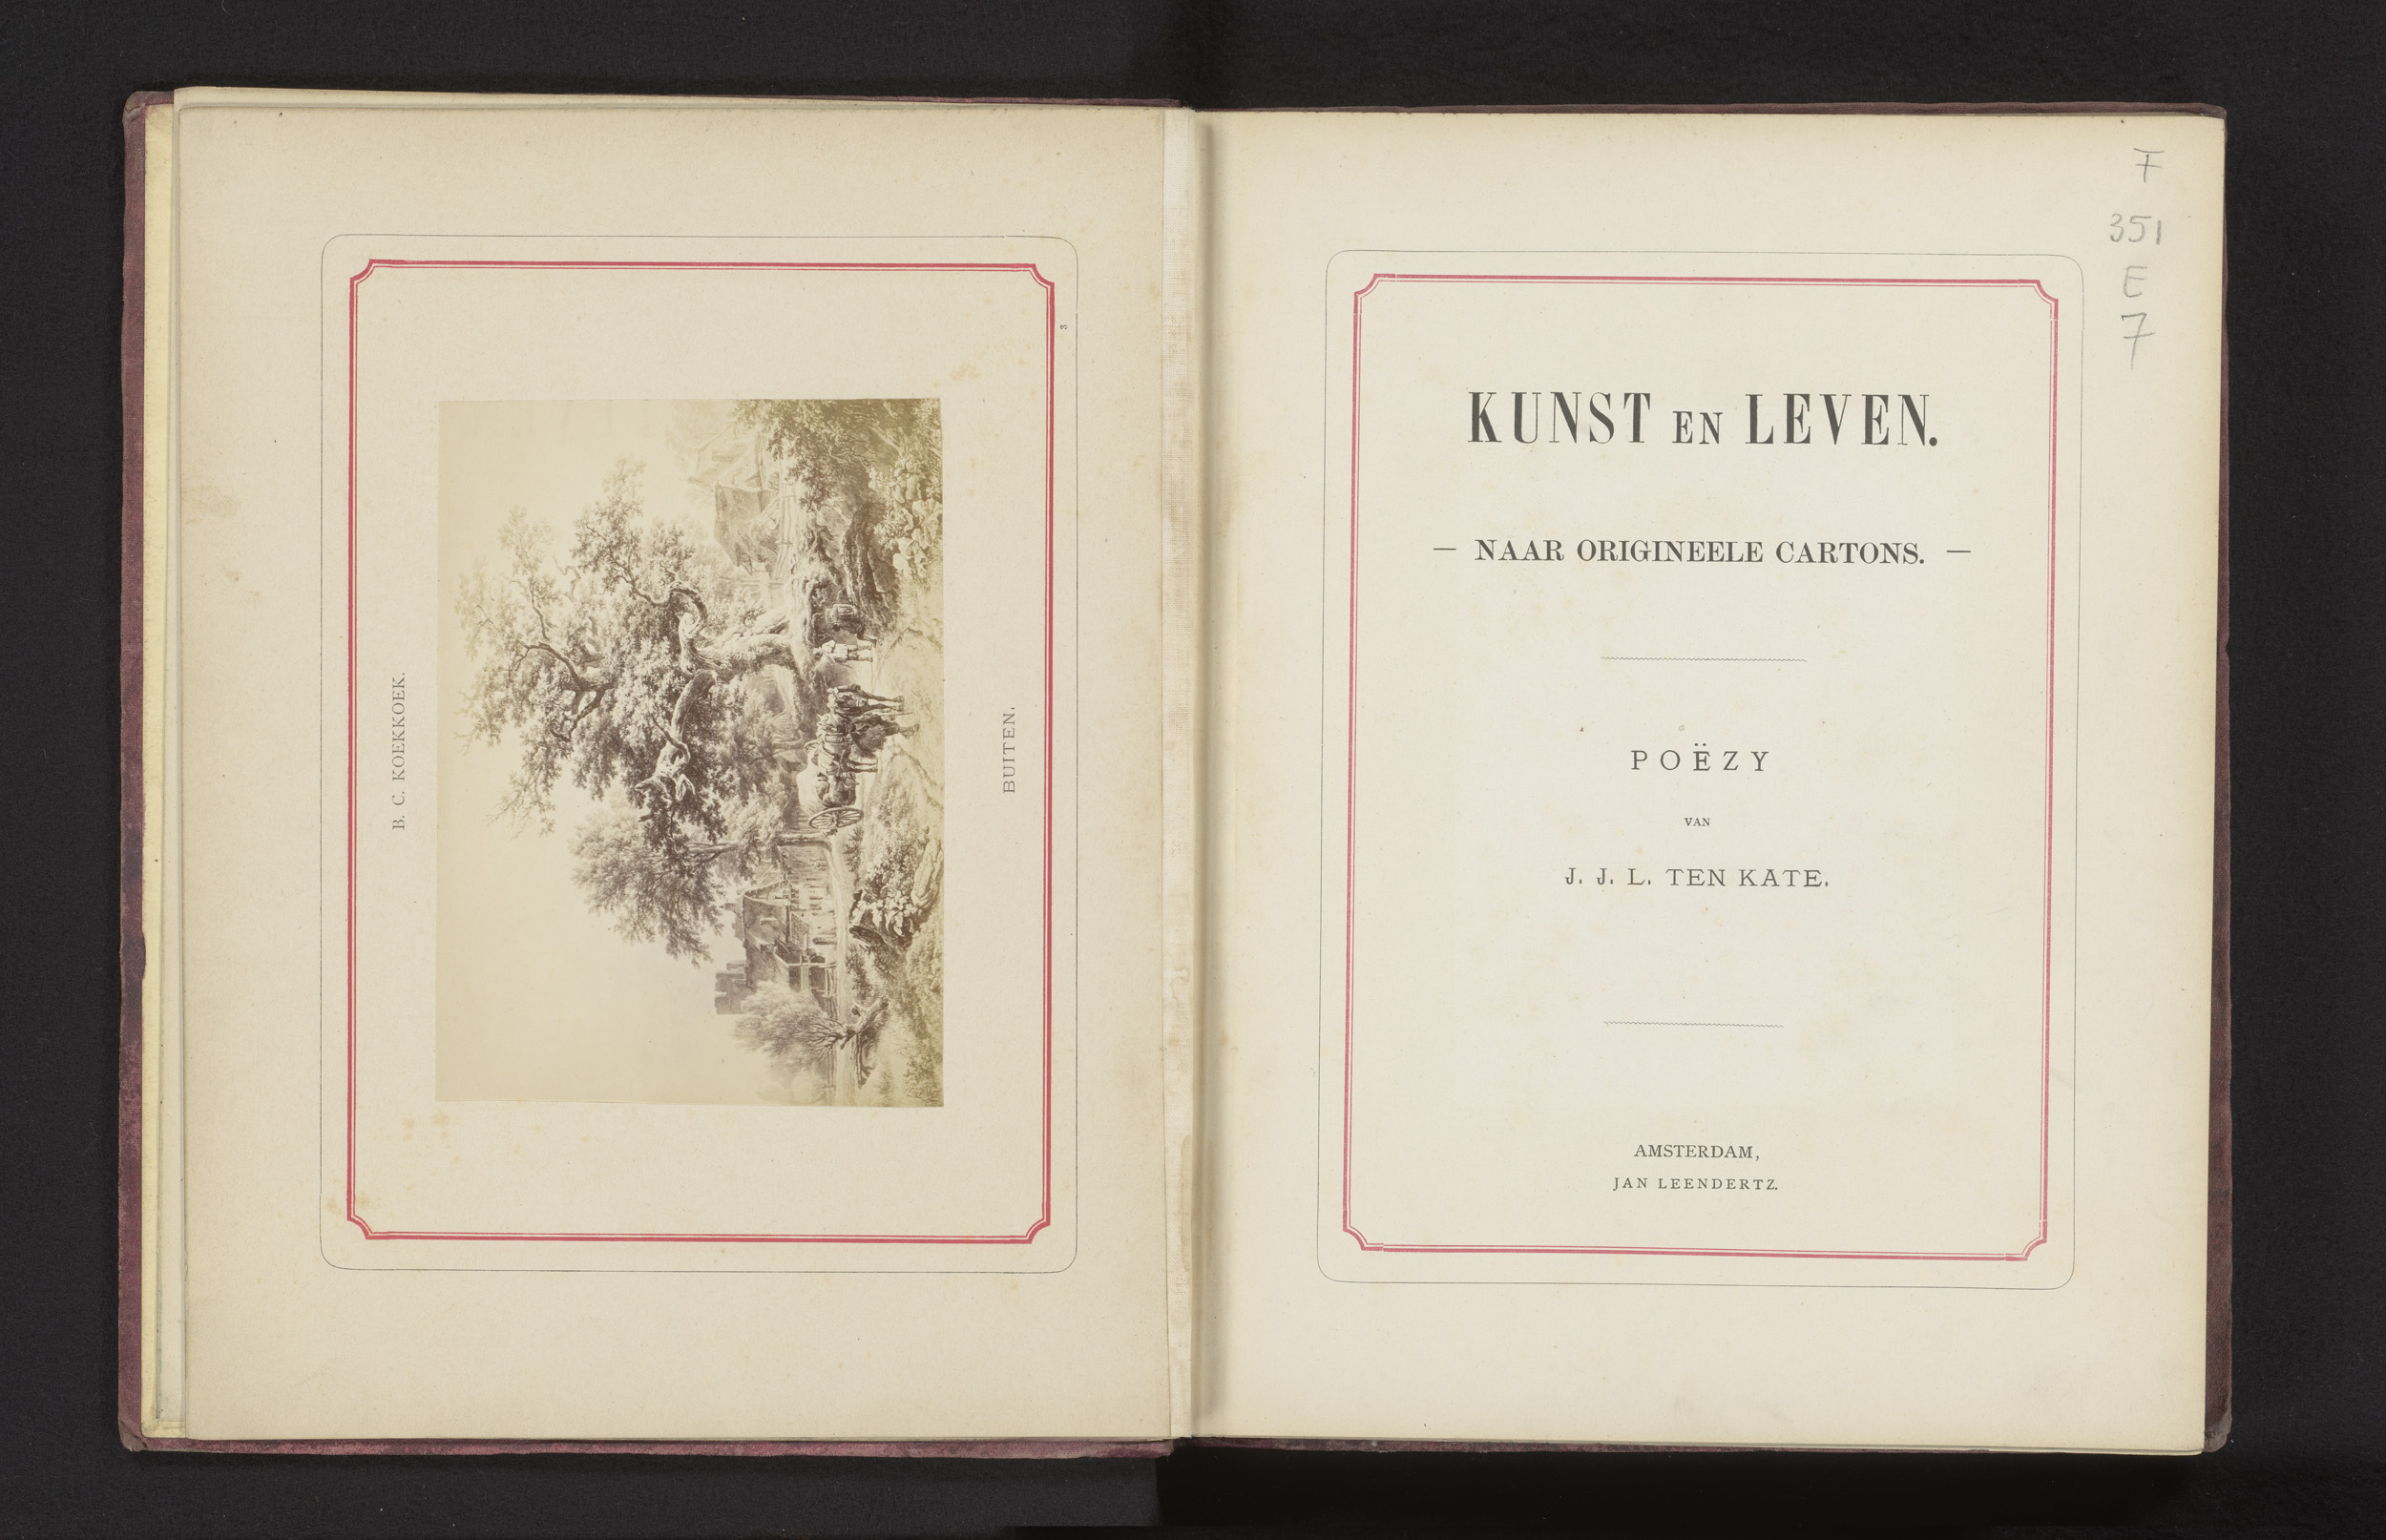 B. C. KOEKKOEK.
BUITEN.
3
F
351
E
7
KUNST EN LEVEN.
— NAAR ORIGINEELE CARTONS. —
POËZY
VAN
J. J. L. TEN KATE.
AMSTERDAM,
JAN LEENDERTZ.